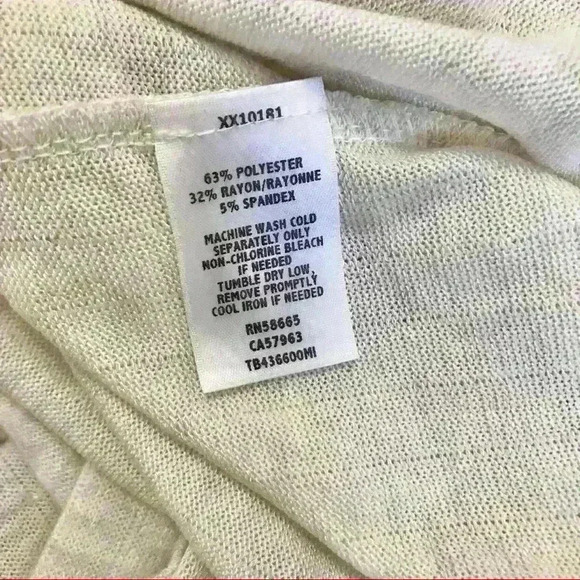 XX10181
63% POLYESTER
32% RAYON/RAYONNE
5% SPANDEX
MACHINE WASH COLD
SEPARATELY ONLY
NON-CHLORINE BLEACH
IF NEEDED
TUMBLE DRY LOW,
REMOVE PROMPTLY
COOL IRON IF NEEDED
RN58665
CA57963
TB436600MI